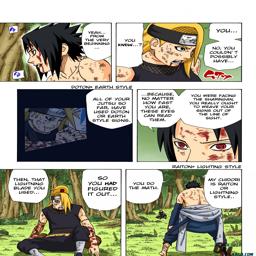 YEAH...
FROM THE
VERY
BEGINNING
...
YOU
KNEW...?
YOU...
NO, YOU
COULDN'T
POSSIBLY
HAVE...
DOTON= EARTH STYLE
ALL OF YOUR
JUTSU SO
FAR, HAVE
USED DOTON
OR EARTH
STYLE SIGNS.
...BECAUSE,
NO MATTER
HOW FAST
YOU ARE,
THESE EYES
CAN READ
THEM.
YOU WERE FACING
THE SHARINGAN,
YOU REALLY OUGHT
TO WEAVE YOUR
SIGNS OUT OF
THE LINE OF
SIGHT.
RAITON= LIGHTING STYLE
THEN, THAT
LIGHTNING
BLADE YOU
USED...
SO
YOU HAD
FIGURED
IT OUT...
YOU DO
THE MATH.
MY CHIDORI
IS RAITON
OR LIGHTNING
STYLE